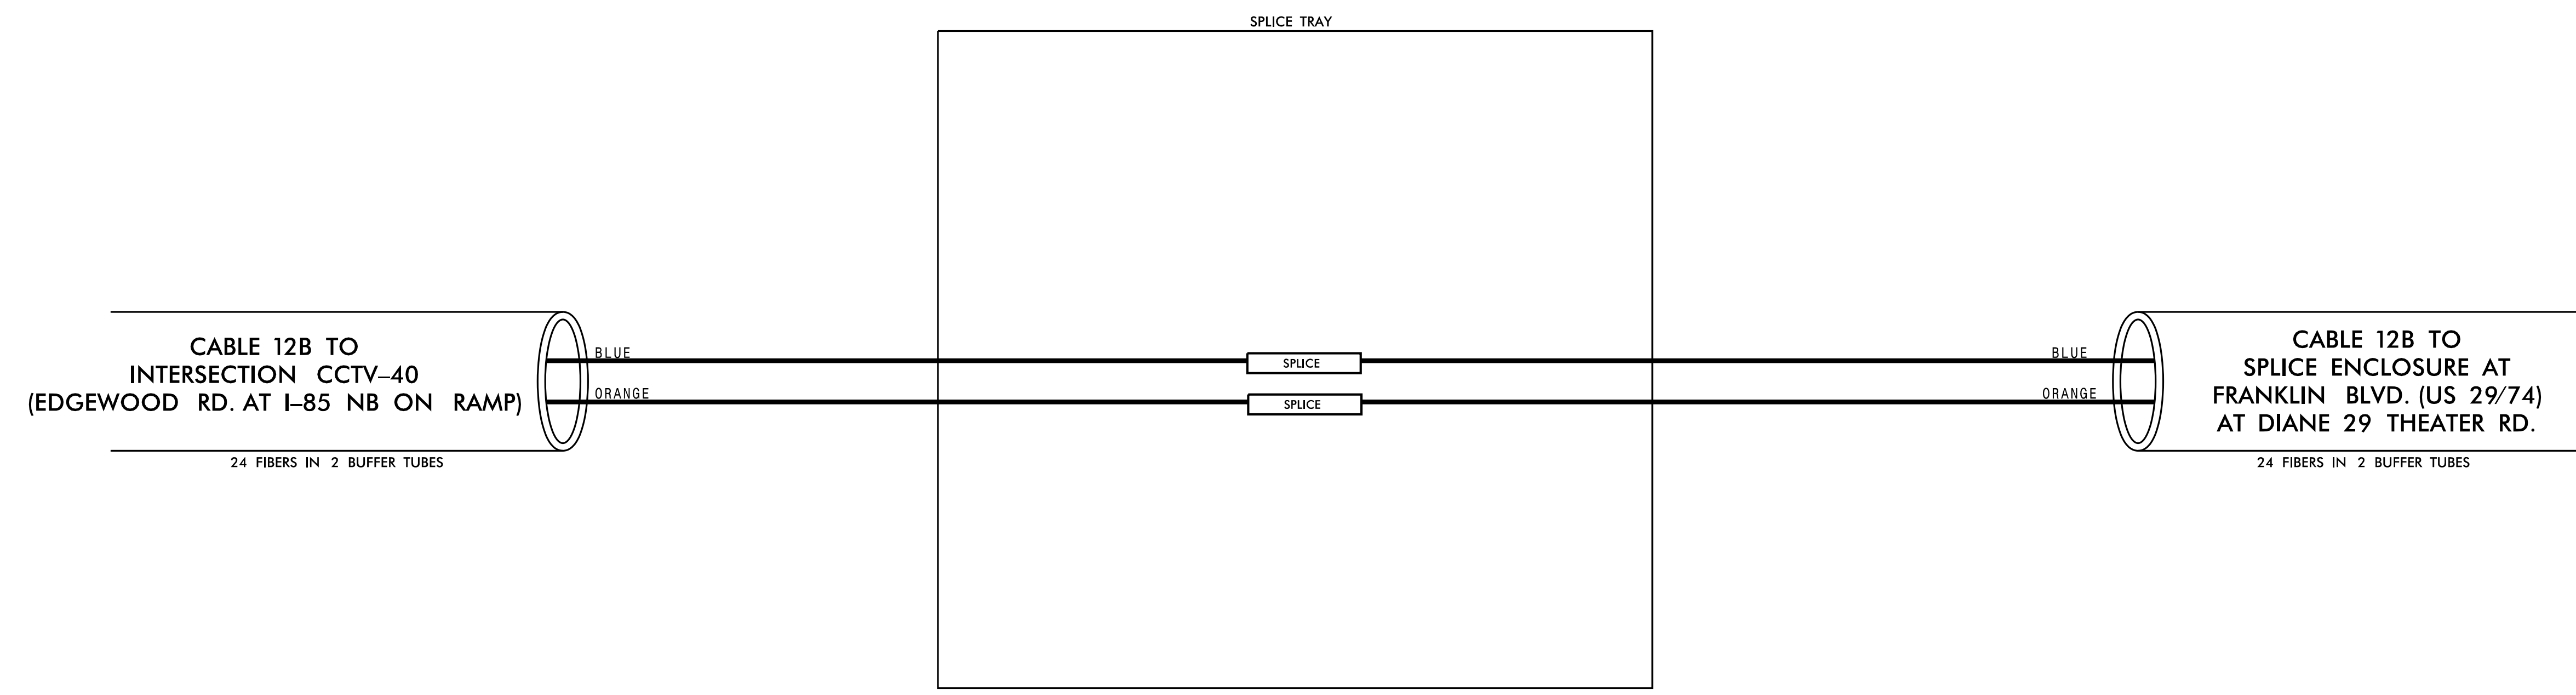 SPLICE TRAY
CABLE 12B TO
INTERSECTION CCTV-40
(EDGEWOOD RD. AT I-85 NB ON RAMP)
24 FIBERS IN 2 BUFFER TUBES
BLUE
ORANGE
SPLICE
SPLICE
BLUE
ORANGE
CABLE 12B TO
SPLICE ENCLOSURE AT
FRANKLIN BLVD. (US 29/74)
AT DIANE 29 THEATER RD.
24 FIBERS IN 2 BUFFER TUBES